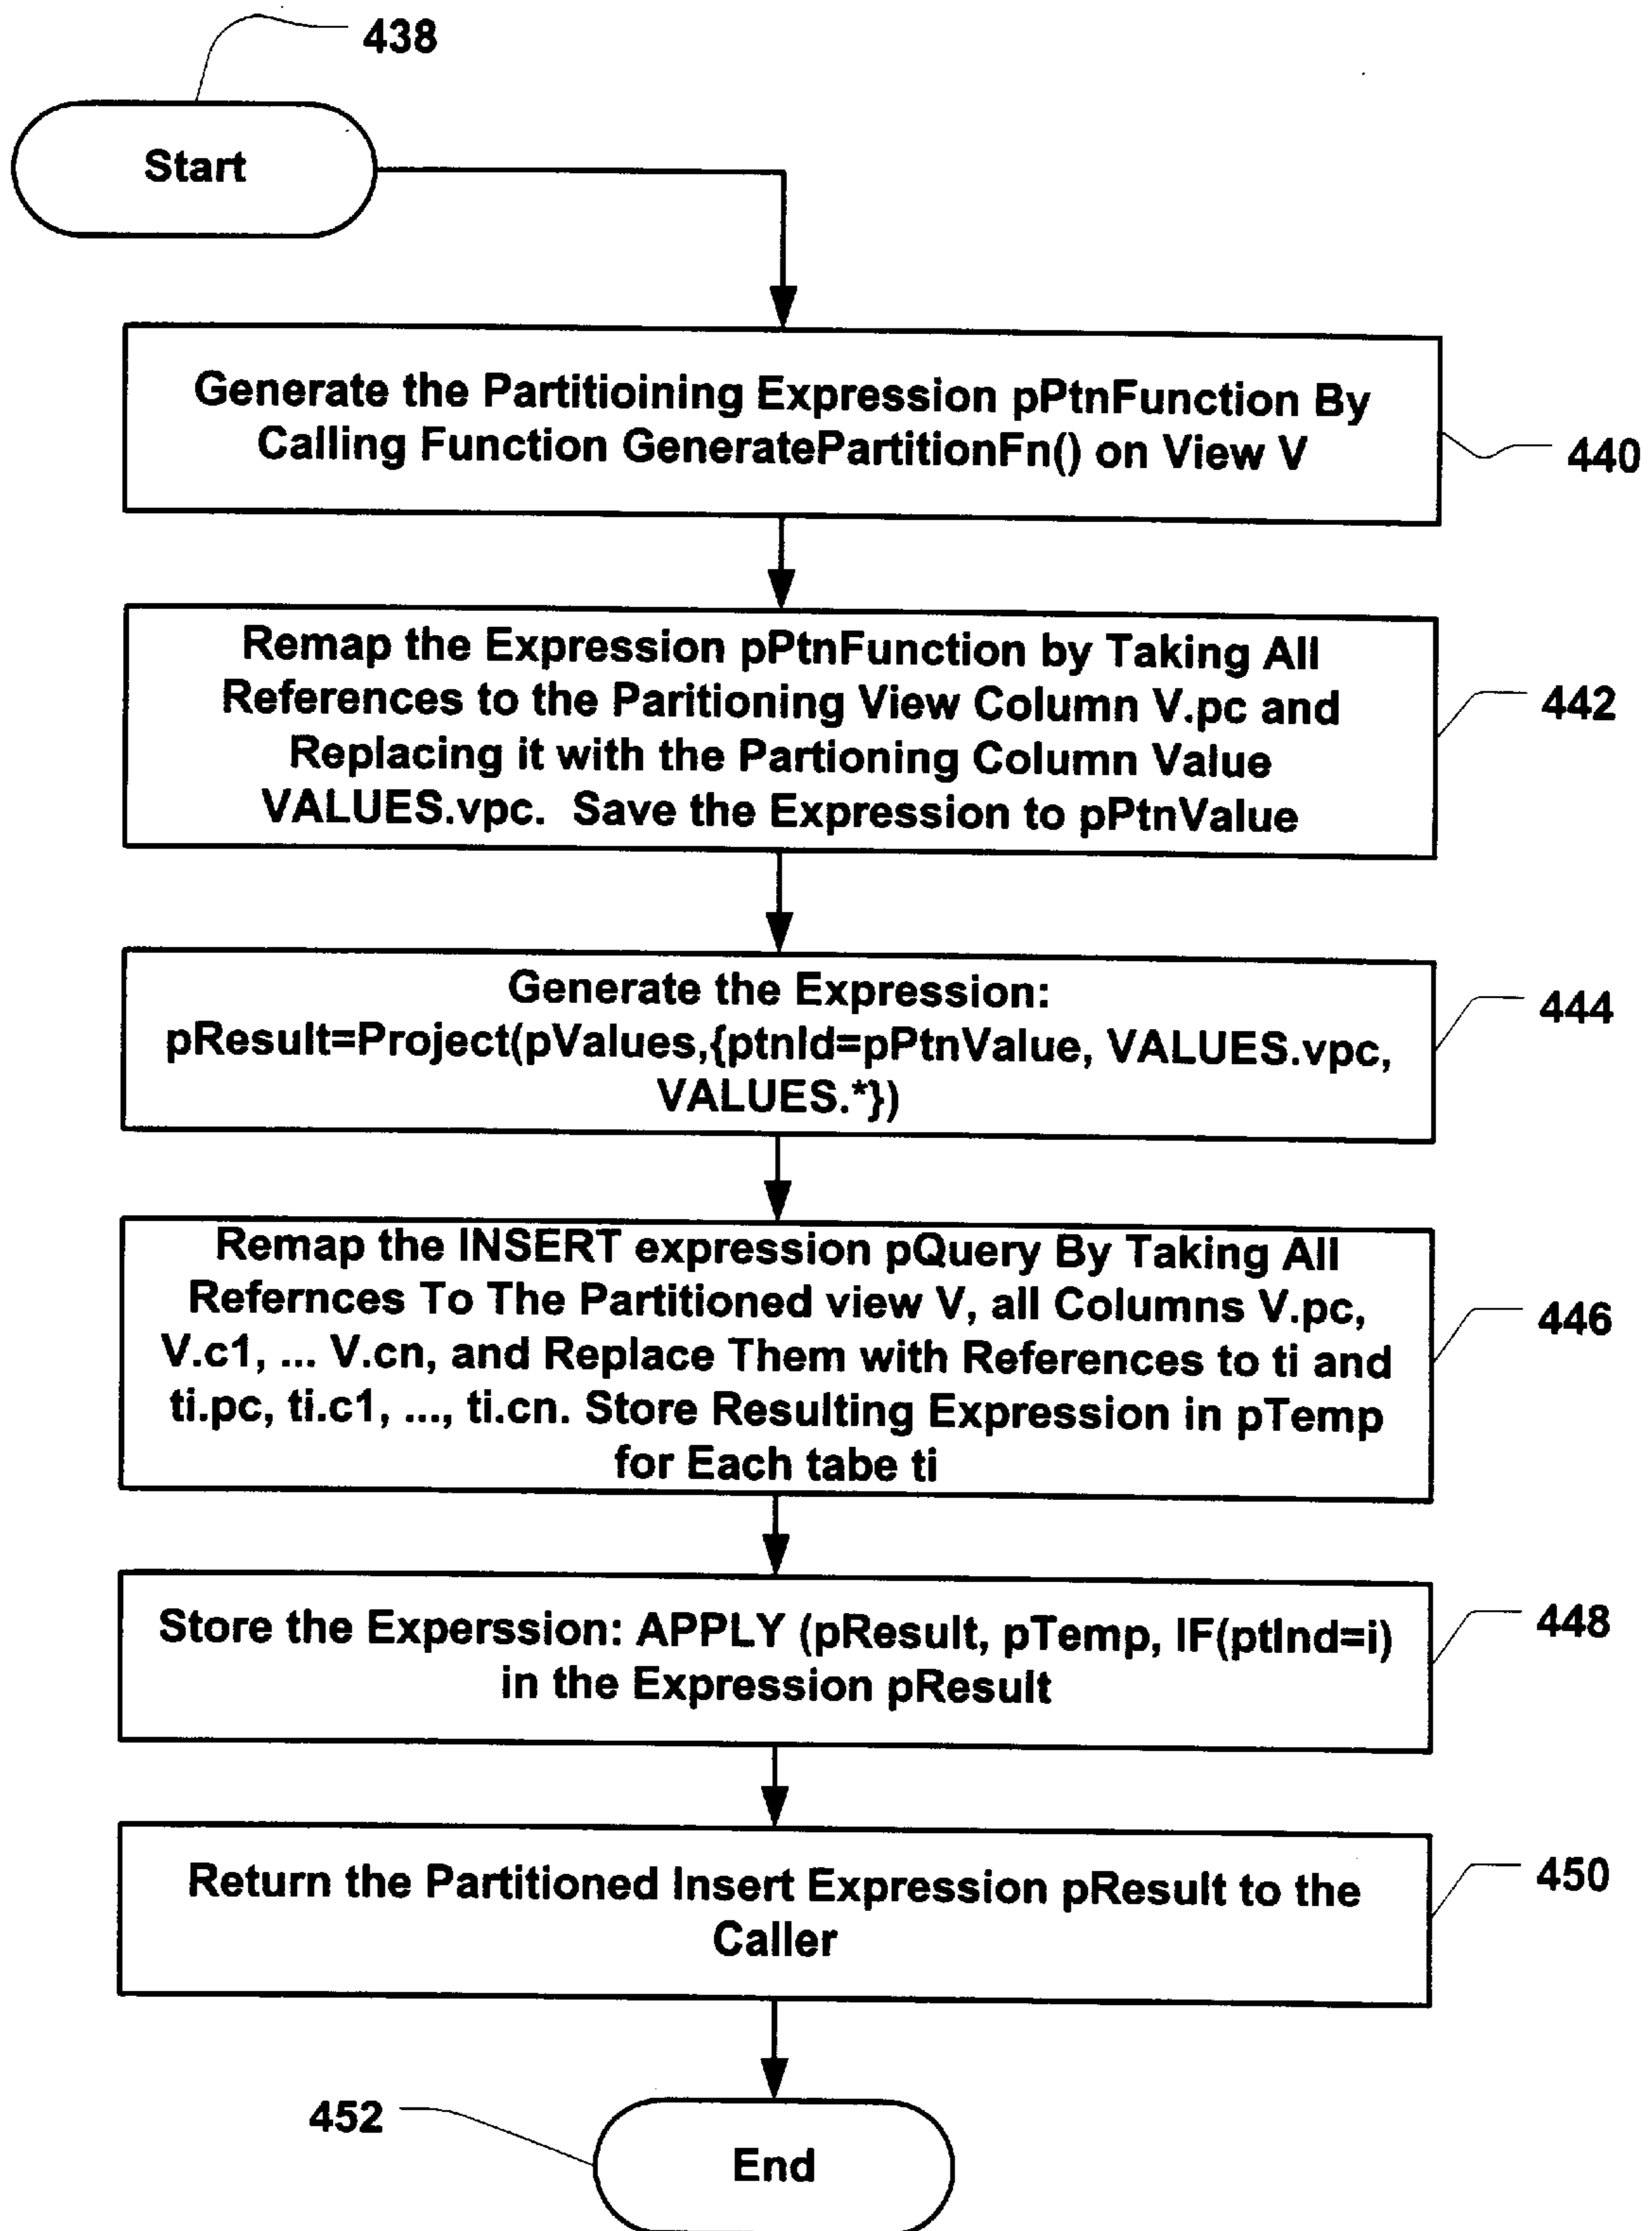 438
Start
Generate the Partitioining Expression pPtnFunction By
Calling Function GeneratePartitionFn() on View V
440
Remap the Expression pPtnFunction by Taking All
References to the Paritioning View Column V.pc and
Replacing it with the Partioning Column Value
VALUES.vpc.  Save the Expression to pPtnValue
442
Generate the Expression:
pResult=Project(pValues,{ptnId=pPtnValue, VALUES.vpc,
VALUES.*})
444
Remap the INSERT expression pQuery By Taking All
Refernces To The Partitioned view V, all Columns V.pc,
V.c1, ... V.cn, and Replace Them with References to ti and
ti.pc, ti.c1, ..., ti.cn. Store Resulting Expression in pTemp
for Each tabe ti
446
Store the Experssion: APPLY (pResult, pTemp, IF(ptInd=i)
in the Expression pResult
448
Return the Partitioned Insert Expression pResult to the
Caller
450
452
End